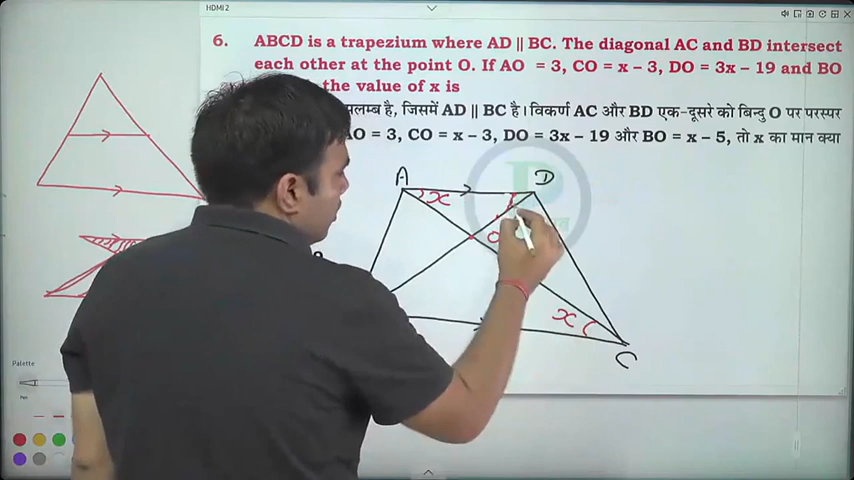 HDMI 2
6. ABCD is a trapezium where AD || BC. The diagonal AC and BD intersect
each other at the point O. If AO = 3, CO = x – 3, DO = 3x – 19 and BO
the value of x is
जिसमें AD || BC है। विकर्ण AC और BD एक-दूसरे को बिन्दु O पर परस्पर
AO = 3, CO = x – 3, DO = 3x – 19 और BO = x – 5, तो x का मान क्या
A
D
x
O
x
C
Palette
Pen